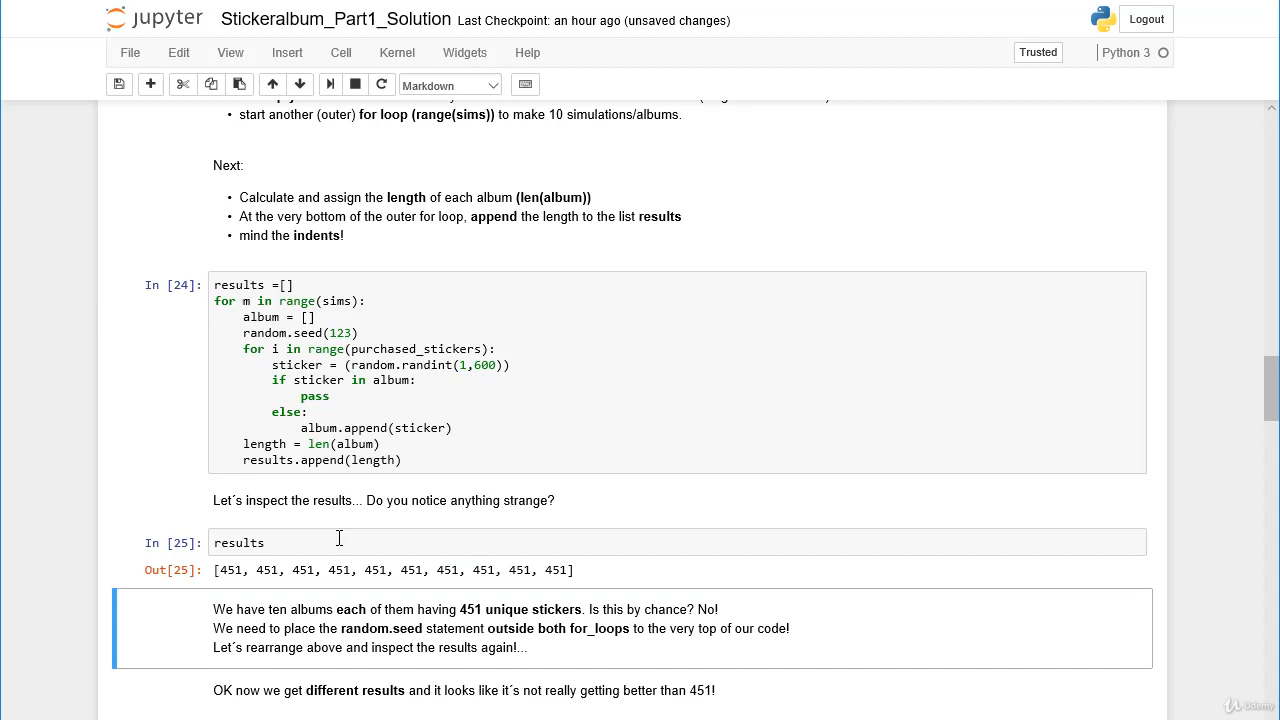 jupyter Stickeralbum_Part1_Solution Last Checkpoint: an hour ago (unsaved changes) Logout
File Edit View Insert Cell Kernel Widgets Help Trusted Python 3
Markdown
• start another (outer) for loop (range(sims)) to make 10 simulations/albums.
Next:
• Calculate and assign the length of each album (len(album))
• At the very bottom of the outer for loop, append the length to the list results
• mind the indents!
In [24]: results =[]
for m in range(sims):
    album = []
    random.seed(123)
    for i in range(purchased_stickers):
        sticker = (random.randint(1,600))
        if sticker in album:
            pass
        else:
            album.append(sticker)
    length = len(album)
    results.append(length)
Let´s inspect the results... Do you notice anything strange?
In [25]: results
Out[25]: [451, 451, 451, 451, 451, 451, 451, 451, 451, 451]
We have ten albums each of them having 451 unique stickers. Is this by chance? No!
We need to place the random.seed statement outside both for_loops to the very top of our code!
Let´s rearrange above and inspect the results again!...
OK now we get different results and it looks like it´s not really getting better than 451!
Udemy